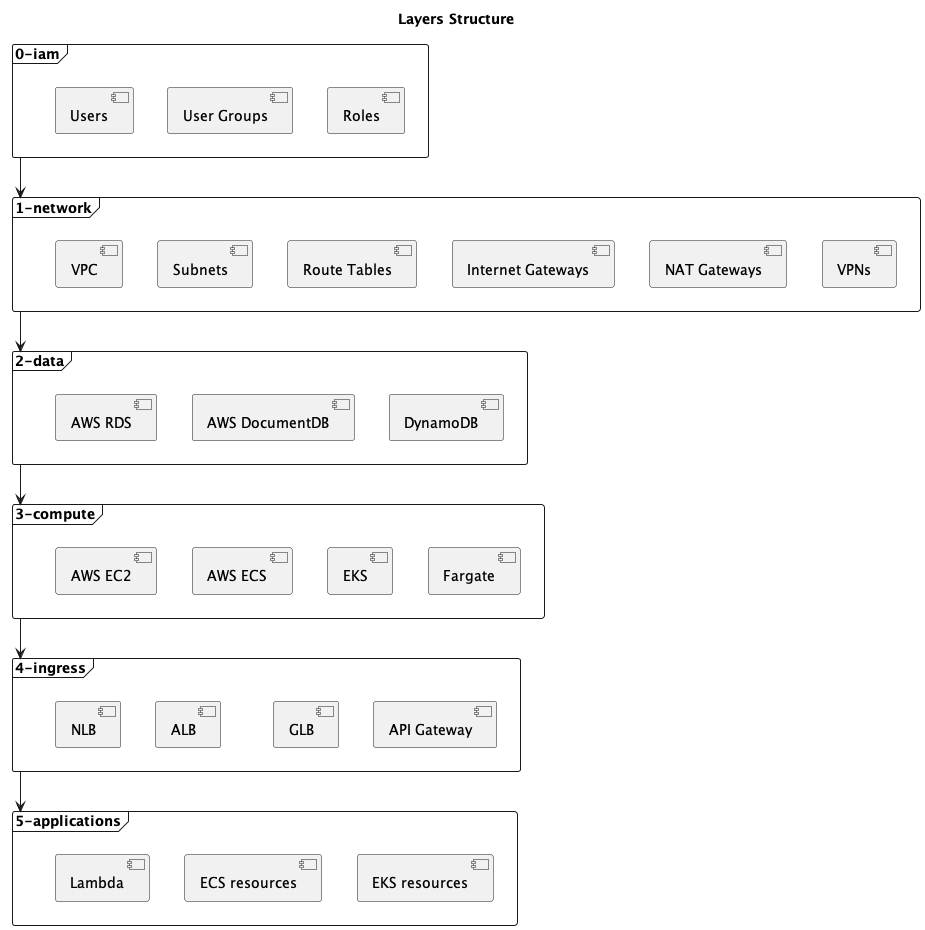 Layers Structure
0-iam
Users
User Groups
Roles
1-network
VPC
Subnets
Route Tables
Internet Gateways
NAT Gateways
VPNs
2-data
AWS RDS
AWS DocumentDB
DynamoDB
3-compute
AWS EC2
AWS ECS
EKS
Fargate
4-ingress
NLB
ALB
GLB
API Gateway
5-applications
Lambda
ECS resources
EKS resources